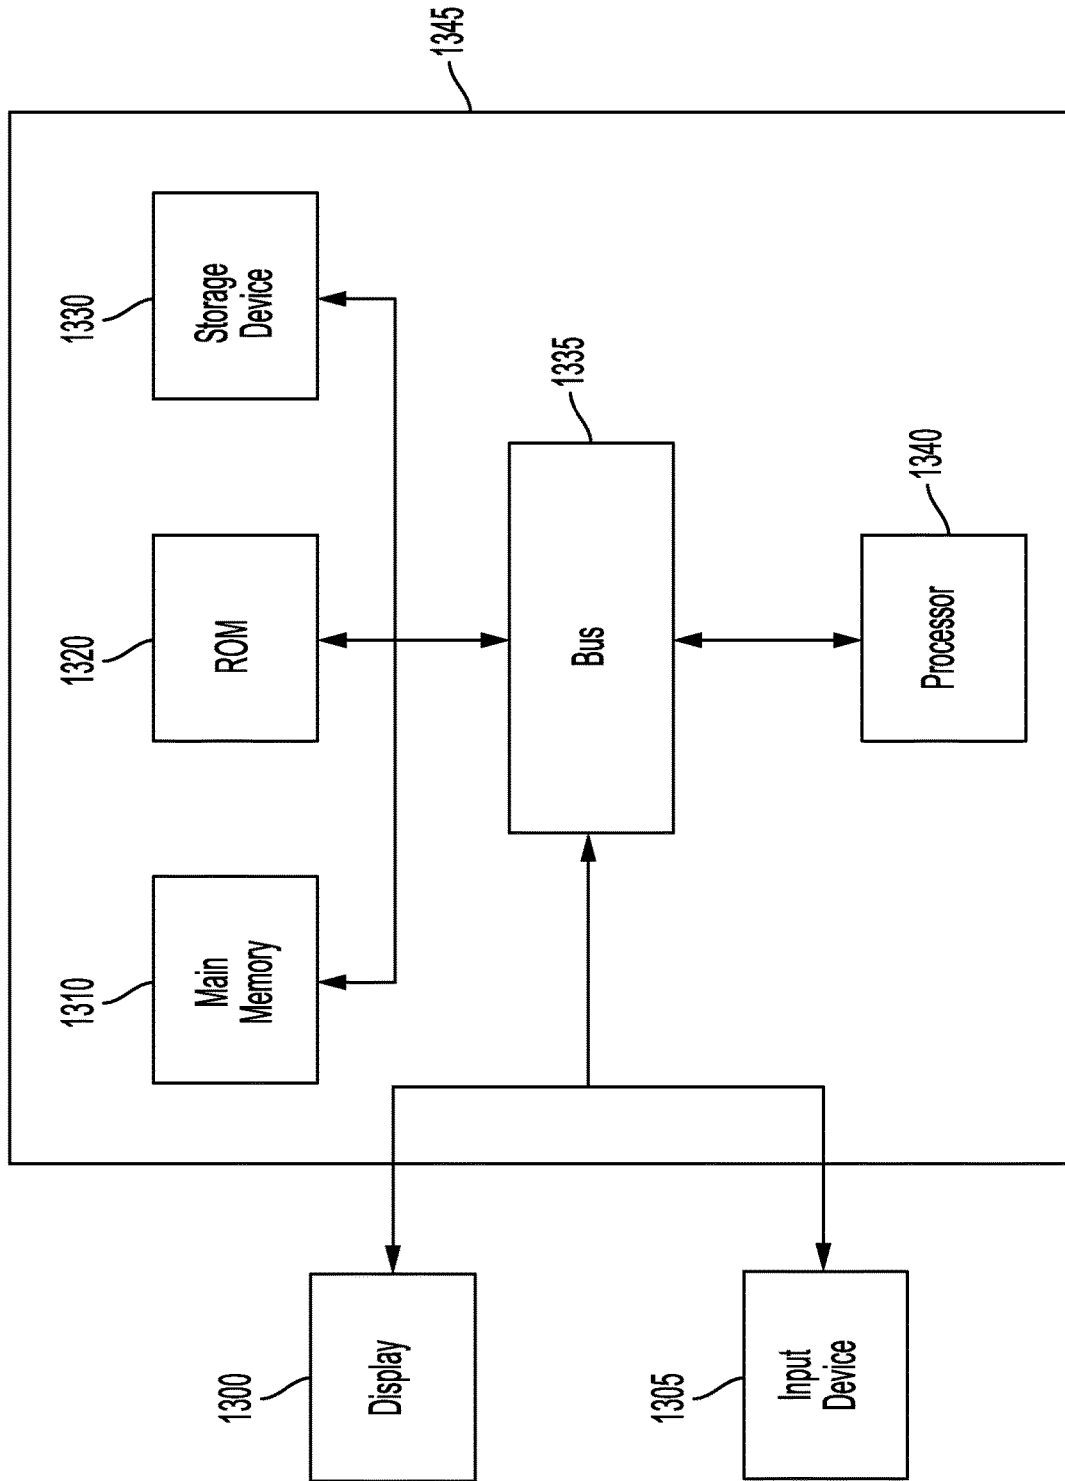 1345
1310
Main
Memory
1320
ROM
1330
Storage
Device
1300
Display
1335
Bus
1305
Input
Device
1340
Processor